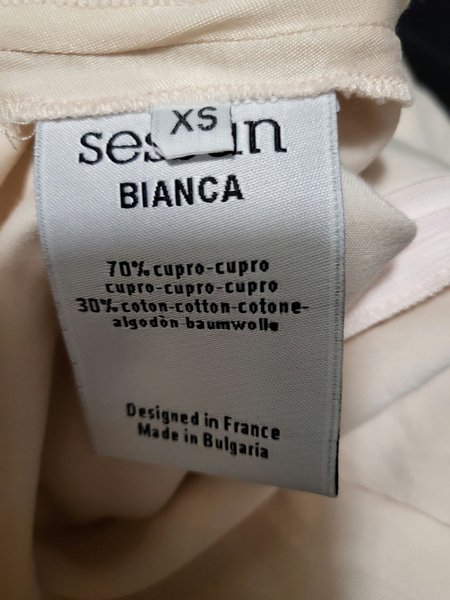 XS
BIANCA
70% cupro-cupro
cupro-cupro-cupro
30% coton-cotton-cotone-
algodòn-baumwolle
Designed in France
Made in Bulgaria